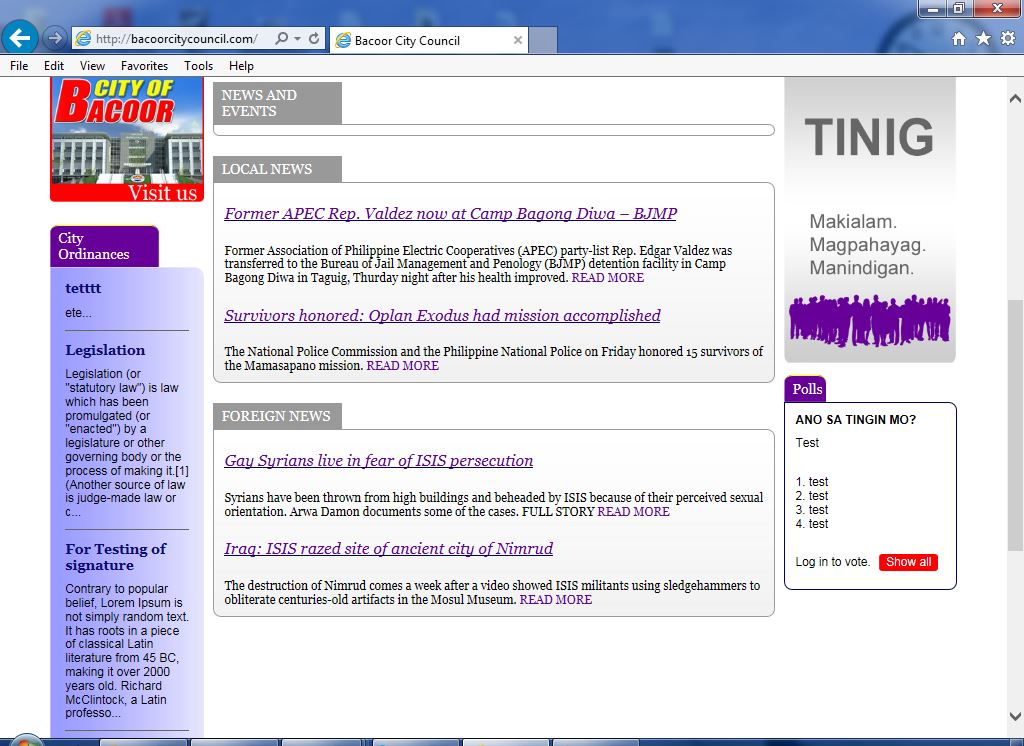 http://bacoorcitycouncil.com/
Bacoor City Council
File Edit View Favorites Tools Help
CITY OF
BACOOR
Visit us
City
Ordinances
tetttt
ete...
Legislation
Legislation (or
"statutory law") is law
which has been
promulgated (or
"enacted") by a
legislature or other
governing body or the
process of making it.[1]
(Another source of law
is judge-made law or
c...
For Testing of
signature
Contrary to popular
belief, Lorem Ipsum is
not simply random text.
It has roots in a piece
of classical Latin
literature from 45 BC,
making it over 2000
years old. Richard
McClintock, a Latin
professo...
NEWS AND
EVENTS
LOCAL NEWS
Former APEC Rep. Valdez now at Camp Bagong Diwa – BJMP
Former Association of Philippine Electric Cooperatives (APEC) party-list Rep. Edgar Valdez was
transferred to the Bureau of Jail Management and Penology (BJMP) detention facility in Camp
Bagong Diwa in Taguig, Thurday night after his health improved. READ MORE
Survivors honored: Oplan Exodus had mission accomplished
The National Police Commission and the Philippine National Police on Friday honored 15 survivors of
the Mamasapano mission. READ MORE
FOREIGN NEWS
Gay Syrians live in fear of ISIS persecution
Syrians have been thrown from high buildings and beheaded by ISIS because of their perceived sexual
orientation. Arwa Damon documents some of the cases. FULL STORY READ MORE
Iraq: ISIS razed site of ancient city of Nimrud
The destruction of Nimrud comes a week after a video showed ISIS militants using sledgehammers to
obliterate centuries-old artifacts in the Mosul Museum. READ MORE
TINIG
Makialam.
Magpahayag.
Manindigan.
Polls
ANO SA TINGIN MO?
Test
1. test
2. test
3. test
4. test
Log in to vote. Show all